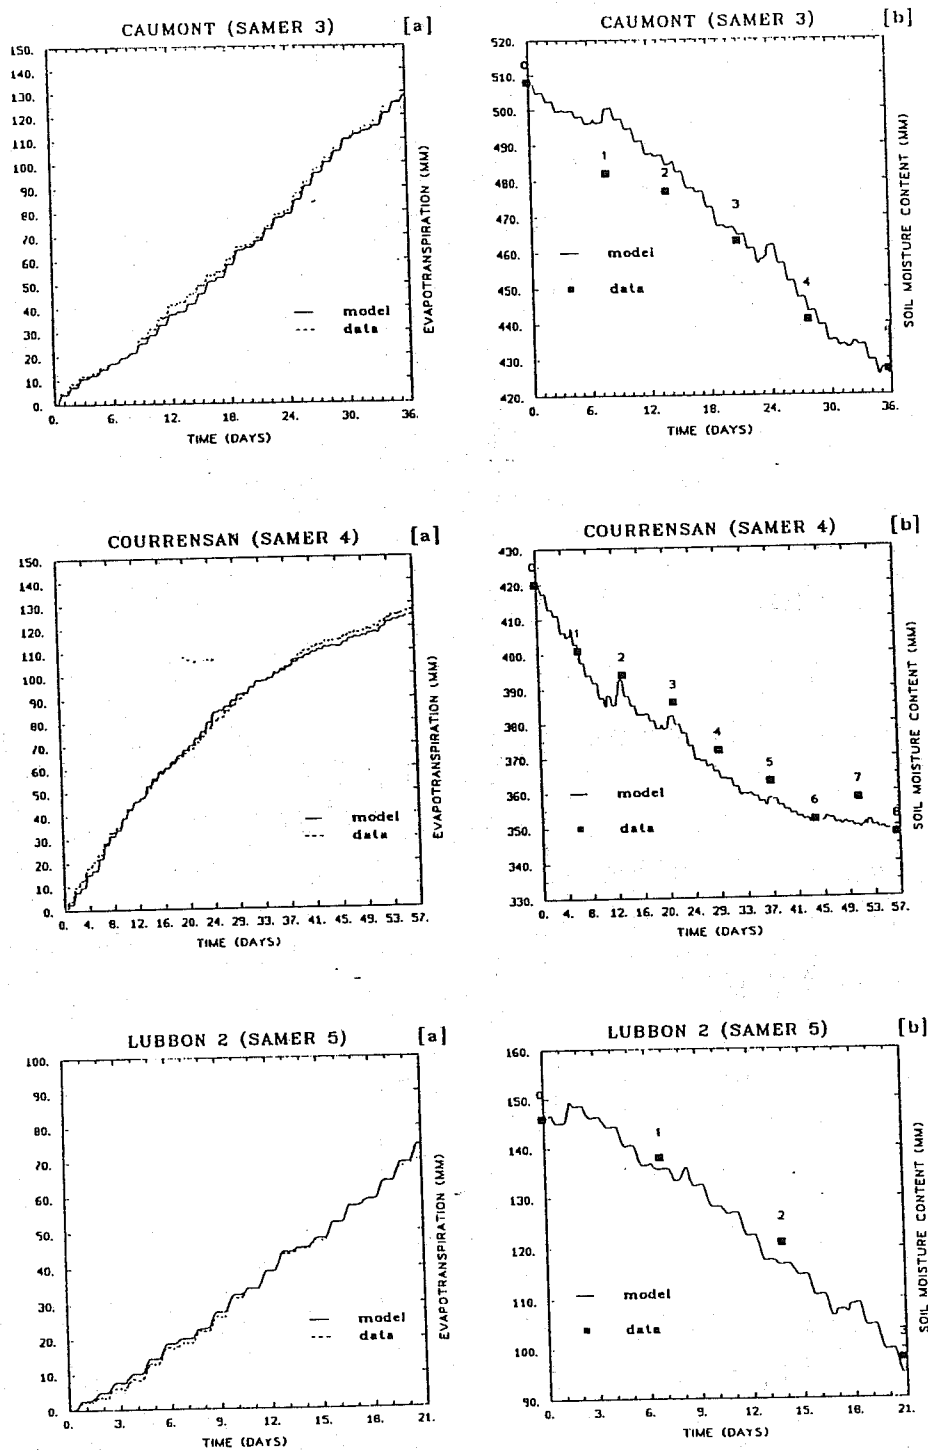 CAUMONT (SAMER 3) [a]
150.
140.
130.
120.
110.
100.
90.
80.
70.
60.
50.
40.
30.
20.
10.
0.
model
data
EVAPOTRANSPIRATION (MM)
0. 6. 12. 18. 24. 30. 36.
TIME (DAYS)
CAUMONT (SAMER 3) [b]
520.
510.
500.
490.
480.
470.
460.
450.
440.
430.
420.
0
1
2
3
4
model
data
SOIL MOISTURE CONTENT (MM)
0. 6. 12. 18. 24. 30. 36.
TIME (DAYS)
COURRENSAN (SAMER 4) [a]
150.
140.
130.
120.
110.
100.
90.
80.
70.
60.
50.
40.
30.
20.
10.
0.
model
data
EVAPOTRANSPIRATION (MM)
0. 4. 8. 12. 16. 20. 24. 29. 33. 37. 41. 45. 49. 53. 57.
TIME (DAYS)
COURRENSAN (SAMER 4) [b]
430.
420.
410.
400.
390.
380.
370.
360.
350.
340.
330.
0
1
2
3
4
5
6
7
8
model
data
SOIL MOISTURE CONTENT (MM)
0. 4. 8. 12. 16. 20. 24. 29. 33. 37. 41. 45. 49. 53. 57.
TIME (DAYS)
LUBBON 2 (SAMER 5) [a]
100.
90.
80.
70.
60.
50.
40.
30.
20.
10.
0.
model
data
EVAPOTRANSPIRATION (MM)
0. 3. 6. 9. 12. 15. 18. 21.
TIME (DAYS)
LUBBON 2 (SAMER 5) [b]
160.
150.
140.
130.
120.
110.
100.
90.
0
1
2
3
model
data
SOIL MOISTURE CONTENT (MM)
0. 3. 6. 9. 12. 15. 18. 21.
TIME (DAYS)